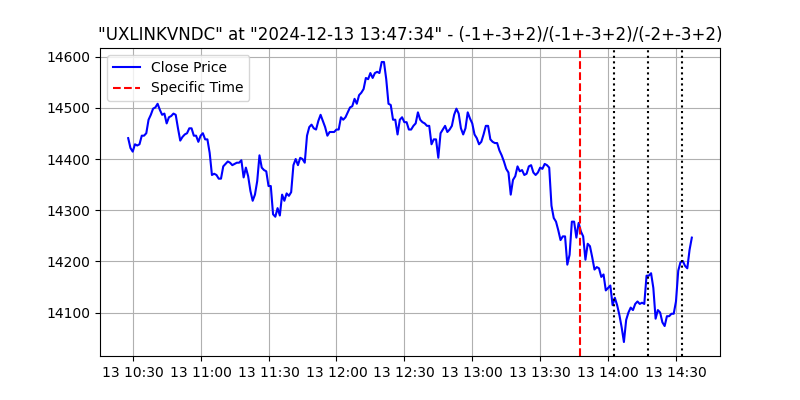 "UXLINKVNDC" at "2024-12-13 13:47:34" - (-1+-3+2)/(-1+-3+2)/(-2+-3+2)
Close Price
Specific Time
14600
14500
14400
14300
14200
14100
13 10:30 13 11:00 13 11:30 13 12:00 13 12:30 13 13:00 13 13:30 13 14:00 13 14:30